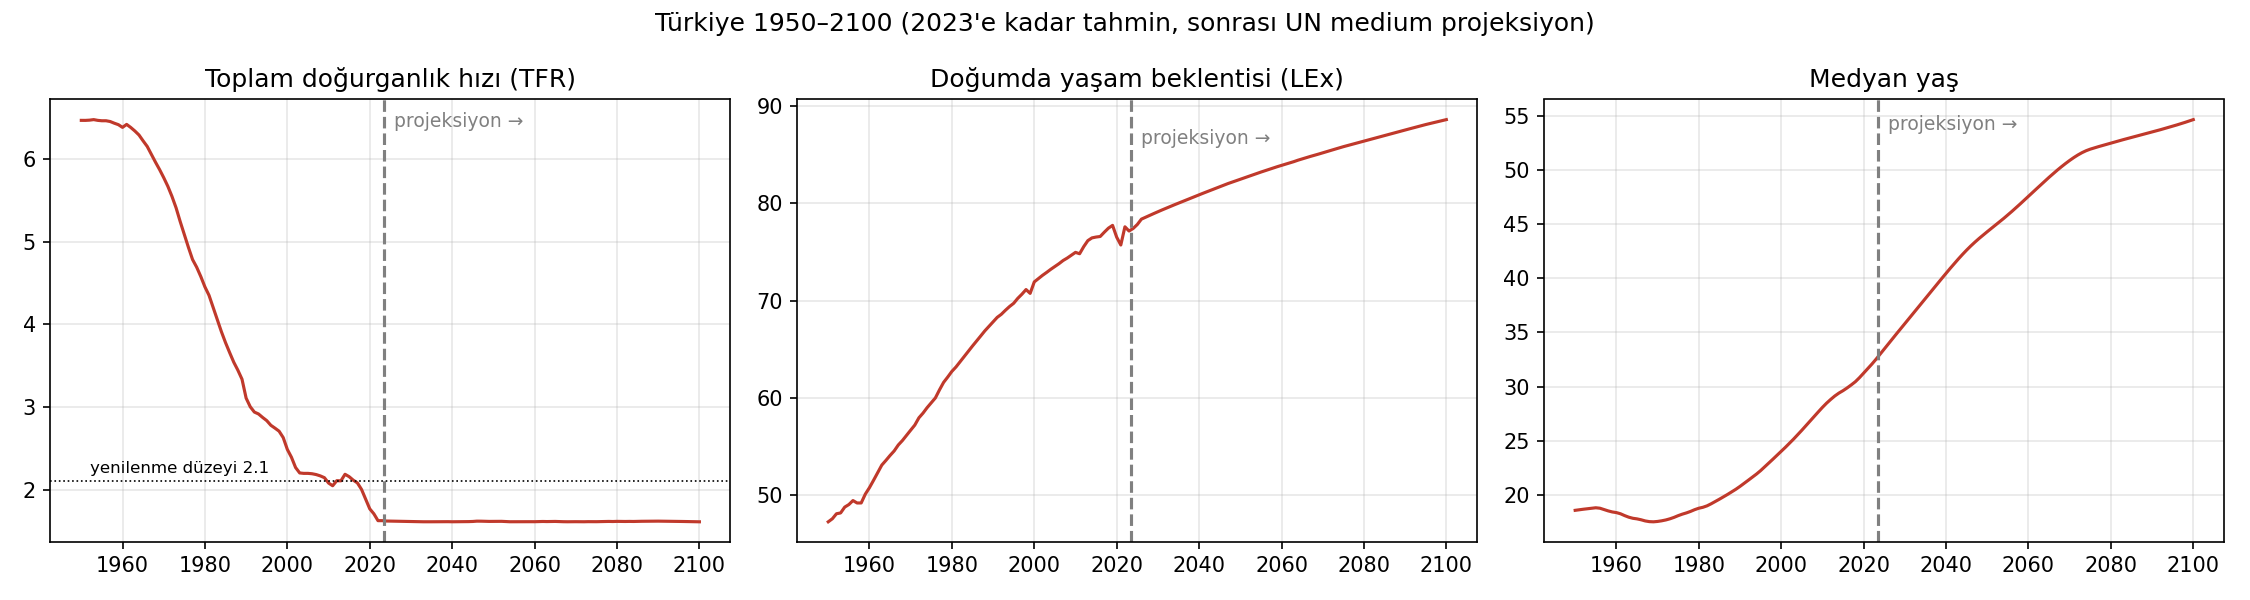 Türkiye 1950–2100 (2023'e kadar tahmin, sonrası UN medium projeksiyon)
Toplam doğurganlık hızı (TFR)
projeksiyon →
yenilenme düzeyi 2.1
6
5
4
3
2
1960 1980 2000 2020 2040 2060 2080 2100
Doğumda yaşam beklentisi (LEx)
projeksiyon →
90
80
70
60
50
1960 1980 2000 2020 2040 2060 2080 2100
Medyan yaş
projeksiyon →
55
50
45
40
35
30
25
20
1960 1980 2000 2020 2040 2060 2080 2100